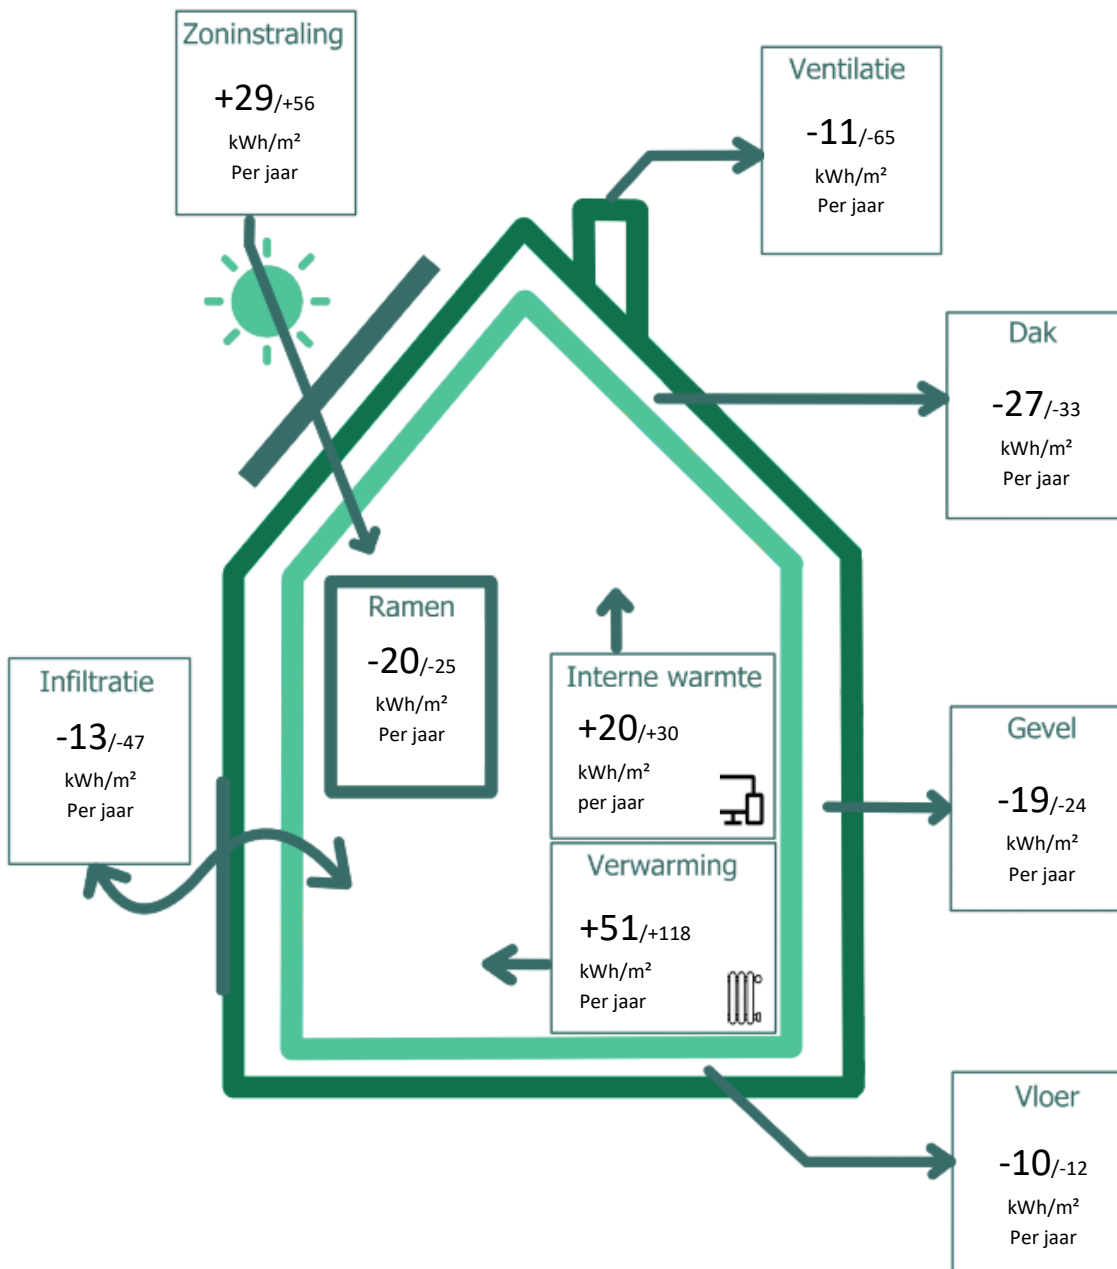 Zoninstraling
+29/+56
kWh/m²
Per jaar
Ventilatie
-11/-65
kWh/m²
Per jaar
Dak
-27/-33
kWh/m²
Per jaar
Ramen
-20/-25
kWh/m²
Per jaar
Infiltratie
-13/-47
kWh/m²
Per jaar
Interne warmte
+20/+30
kWh/m²
per jaar
Gevel
-19/-24
kWh/m²
Per jaar
Verwarming
+51/+118
kWh/m²
Per jaar
Vloer
-10/-12
kWh/m²
Per jaar